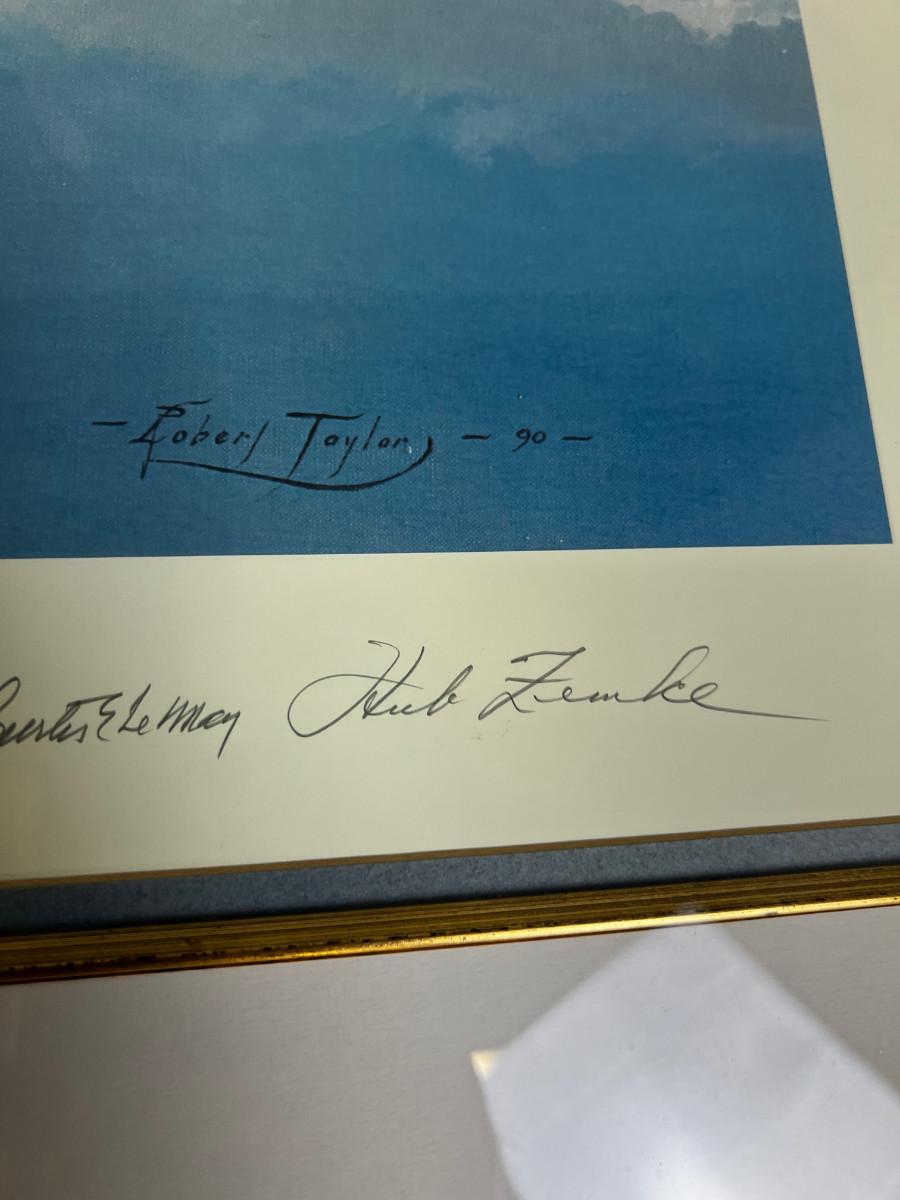 - Robert Taylor - 90 -
Curtis E LeMay Hub Zemke